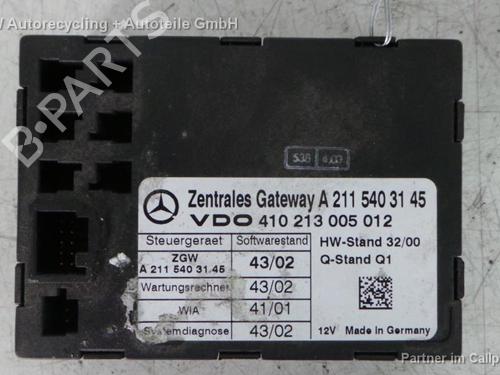 W Autorecycling + Autoteile GmbH
B-PARTS
538 4.03
Zentrales Gateway A 211 540 31 45
VDO 410 213 005 012
Steuergeraet Softwarestand
ZGW
A 211 540 31 45 43/02
HW-Stand 32/00
Q-Stand Q1
Wartungsrechner 43/02
WIA 41/01
Systemdiagnose 43/02
12V Made in Germany
Partner im Callp